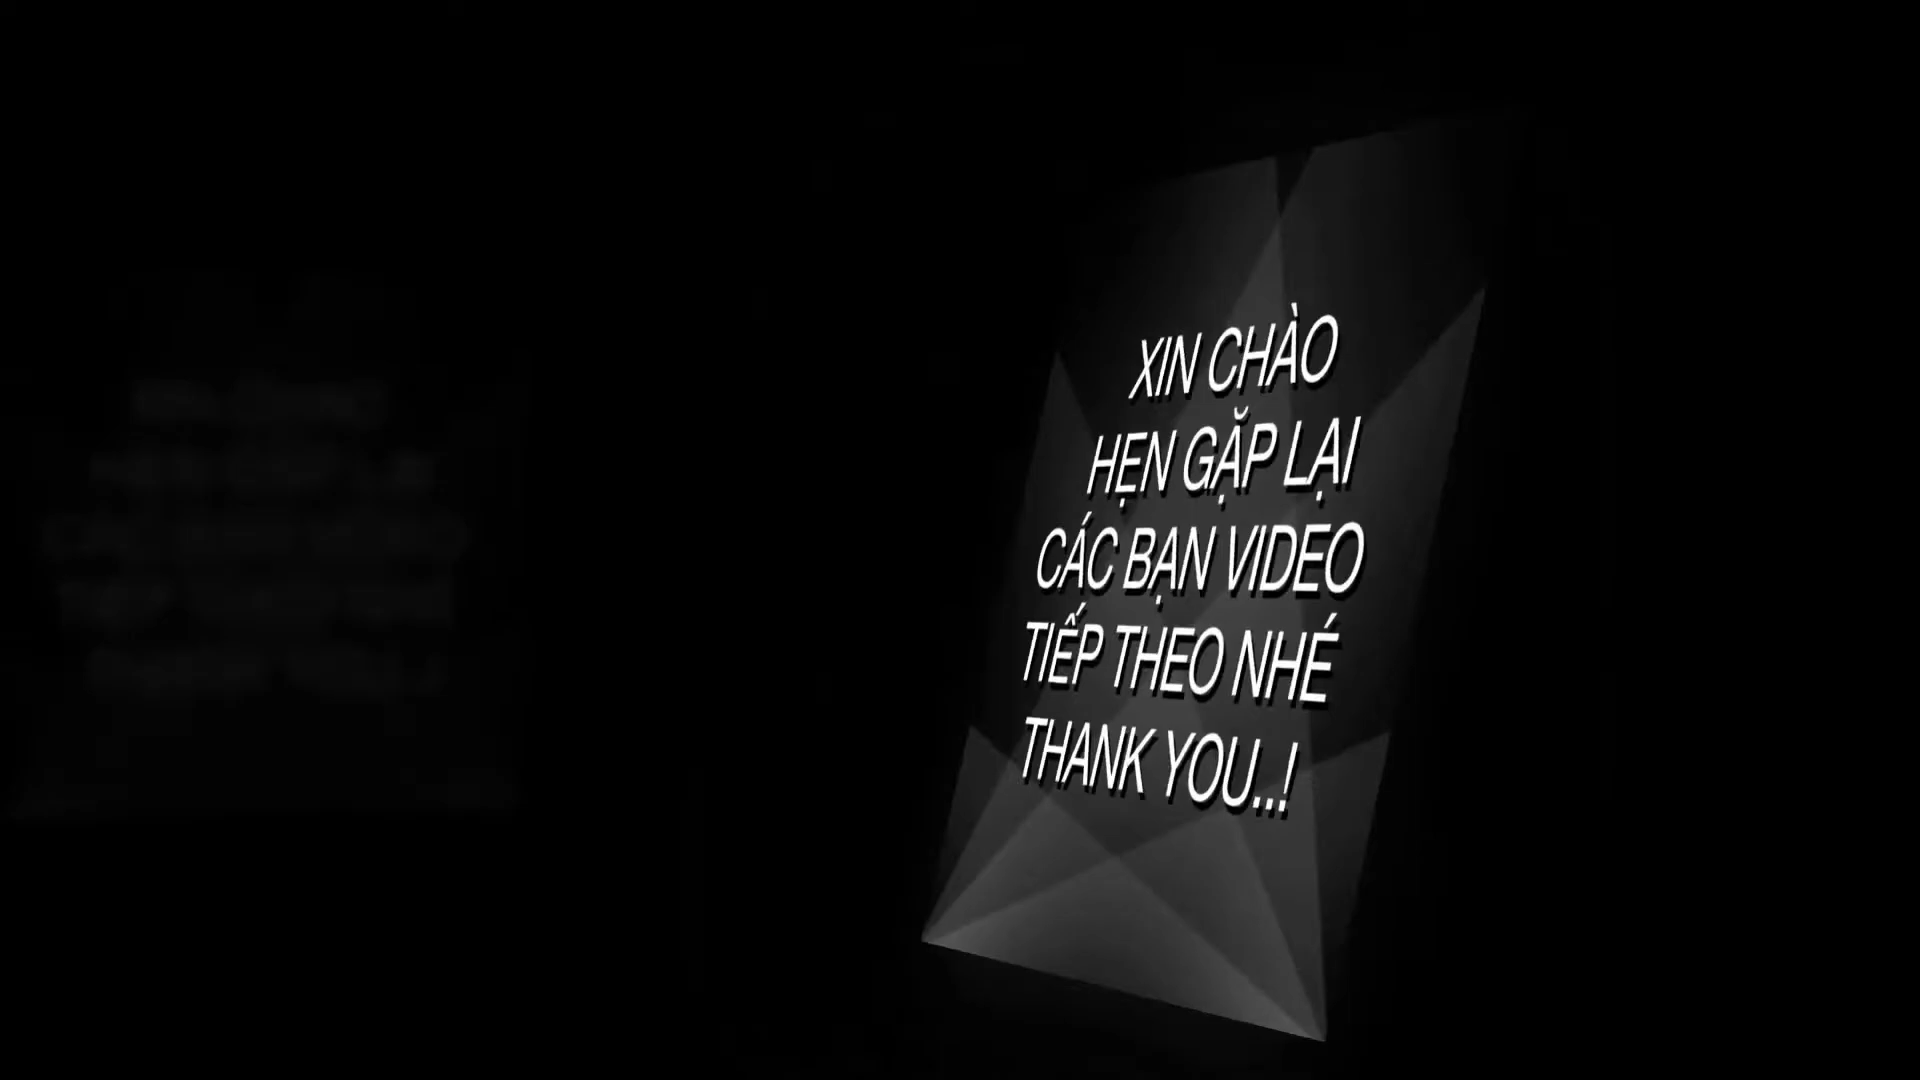 XIN CHÀO
HẸN GẶP LẠI
CÁC BẠN VIDEO
TIẾP THEO NHÉ
THANK YOU...!